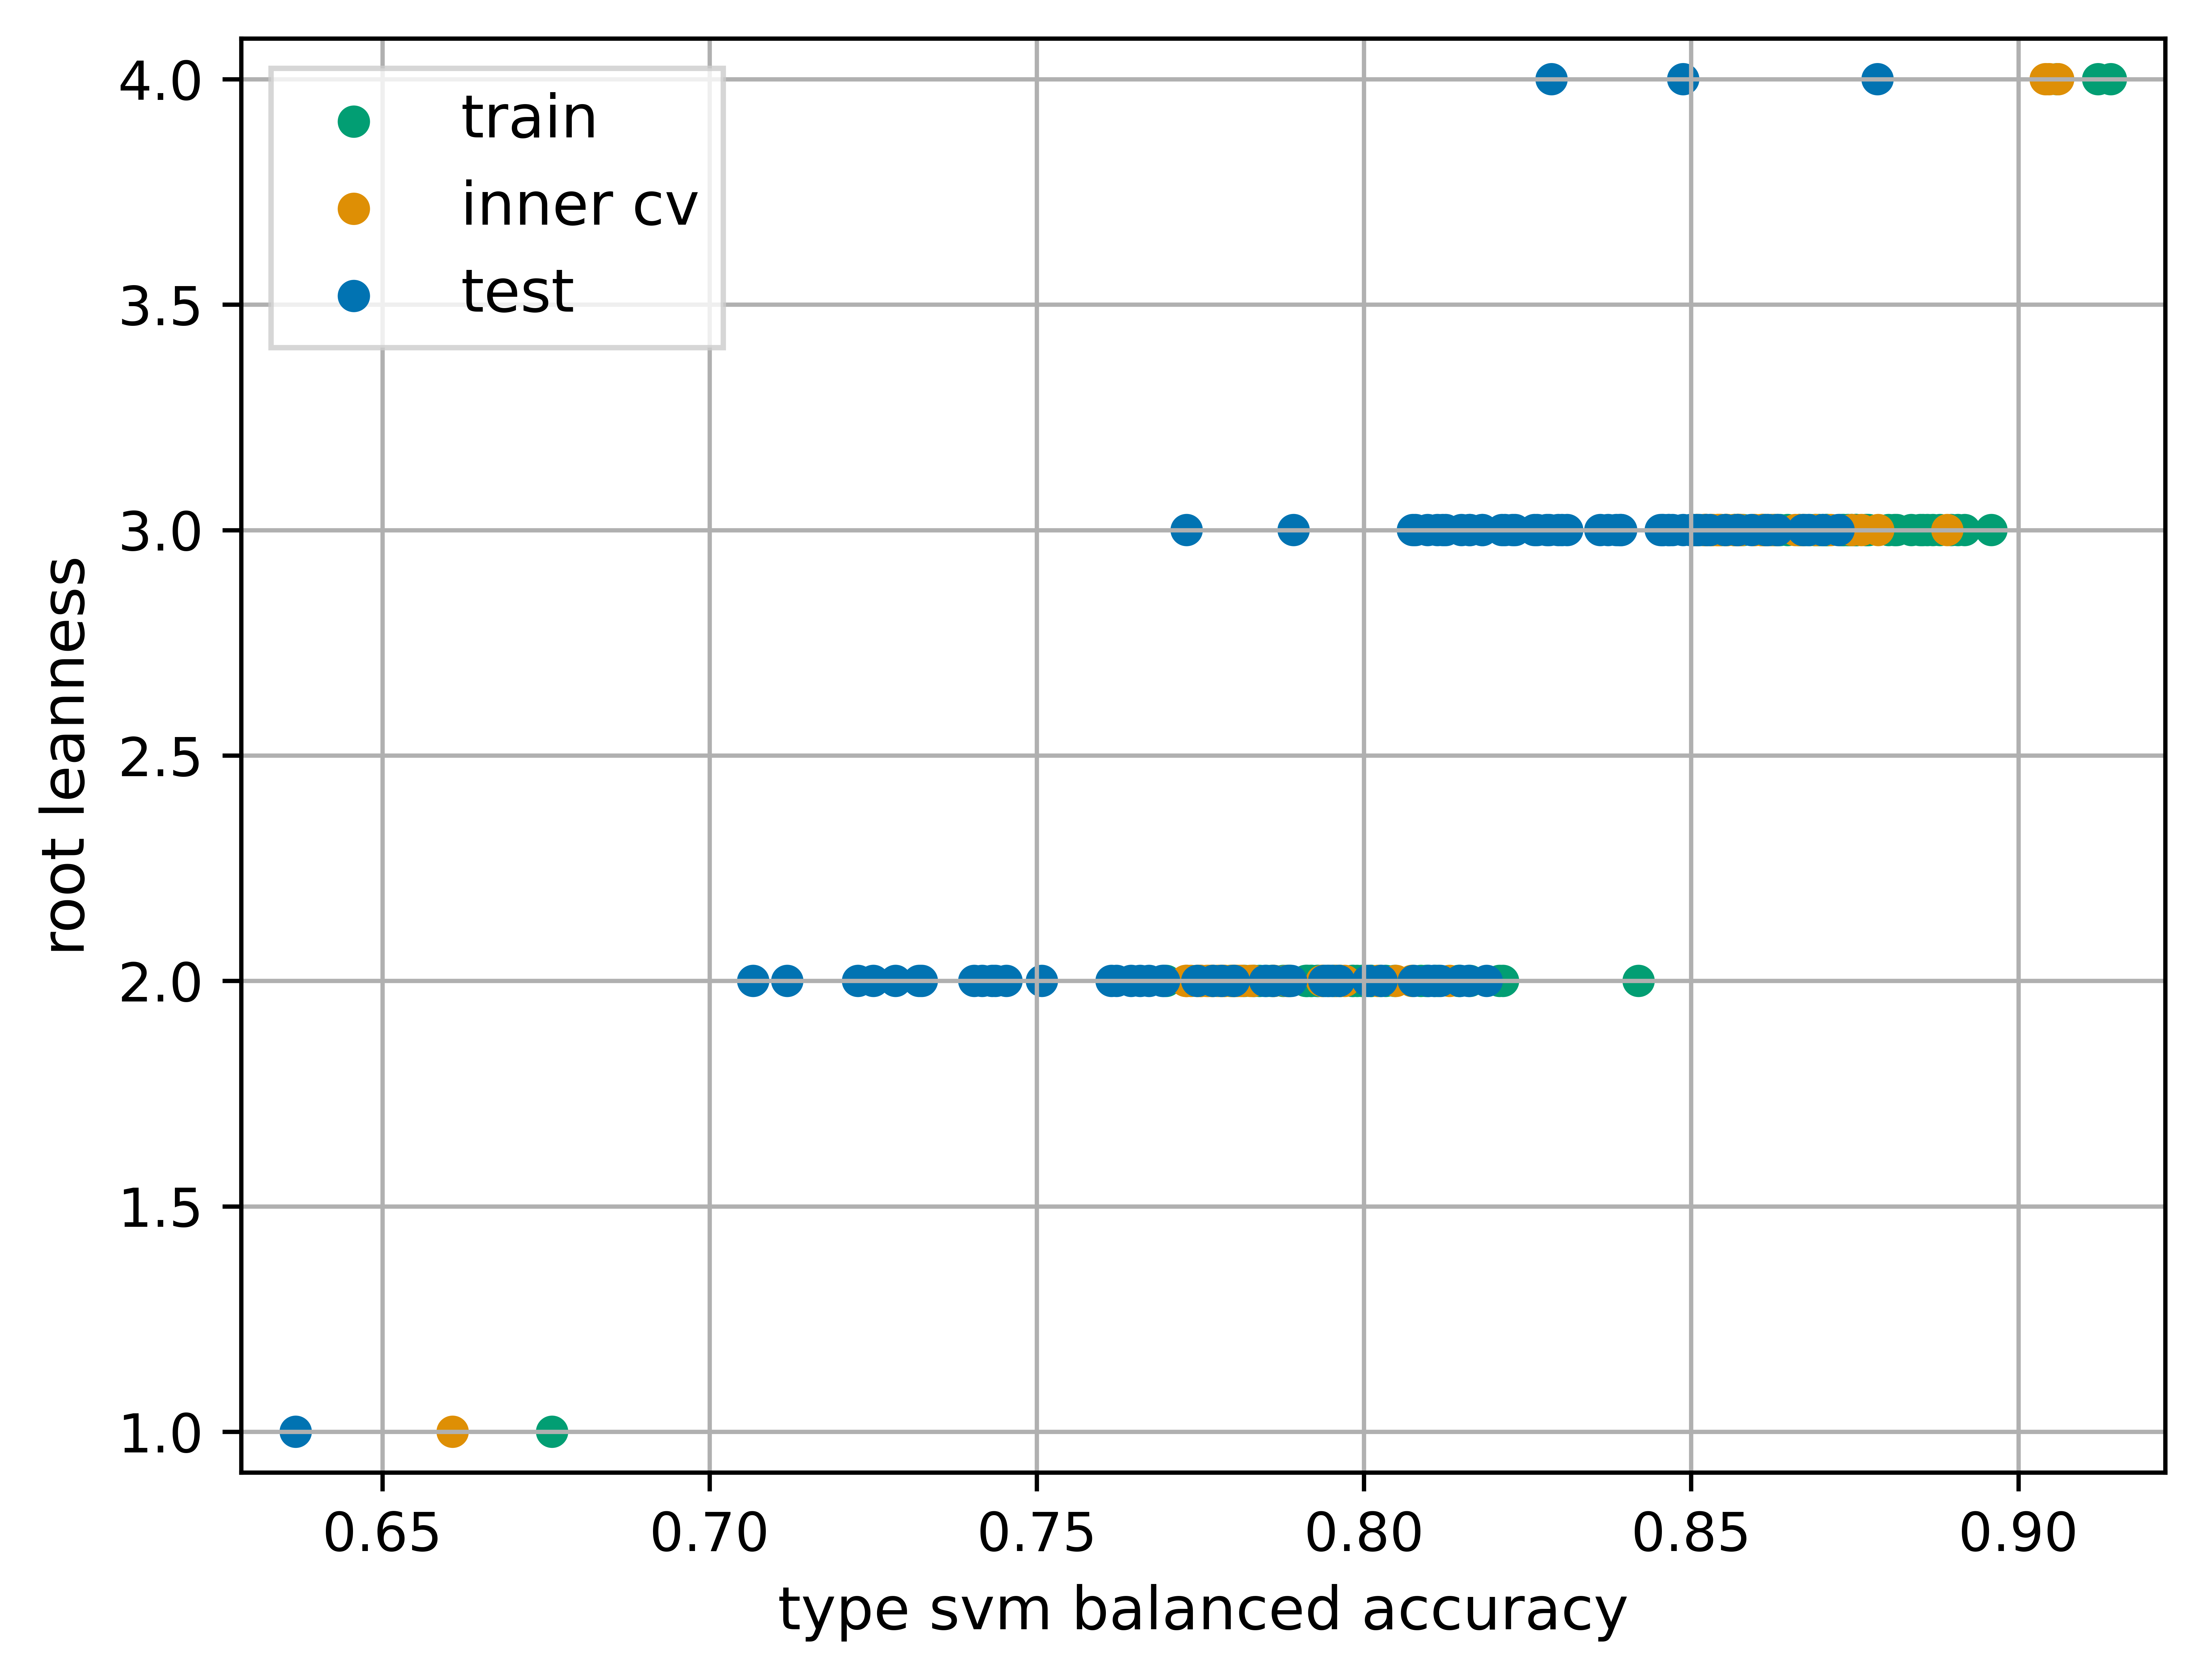 4.0
3.5
3.0
2.5
2.0
1.5
1.0
root leanness
train
inner cv
test
0.65 0.70 0.75 0.80 0.85 0.90
type svm balanced accuracy